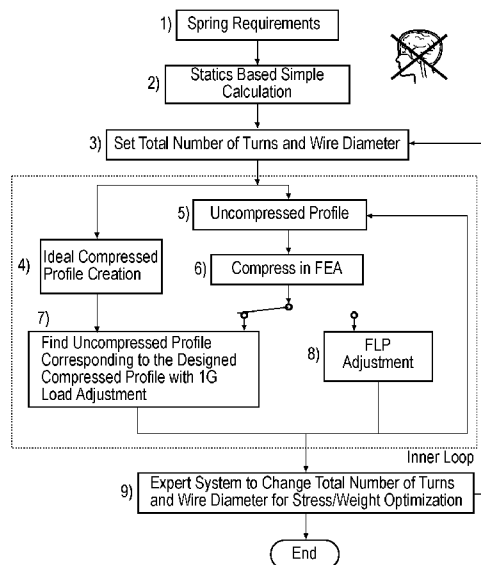 1) Spring Requirements
2) Statics Based Simple
Calculation
3) Set Total Number of Turns and Wire Diameter
5) Uncompressed Profile
4) Ideal Compressed
Profile Creation
6) Compress in FEA
7)
Find Uncompressed Profile
Corresponding to the Designed
Compressed Profile with 1G
Load Adjustment
8) FLP
Adjustment
Inner Loop
9) Expert System to Change Total Number of Turns
and Wire Diameter for Stress/Weight Optimization
End